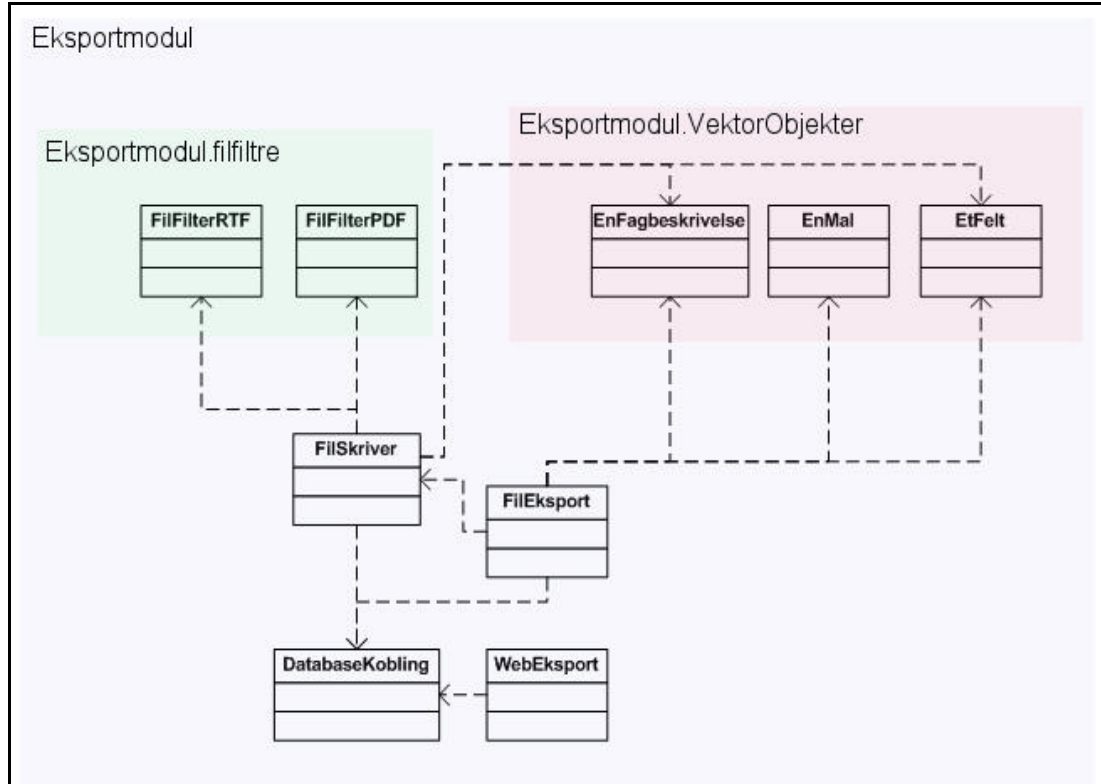 Eksportmodul
Eksportmodul.filfiltre
Eksportmodul.VektorObjekter
FilFilterRTF
FilFilterPDF
EnFagbeskrivelse
EnMal
EtFelt
FilSkriver
FilEksport
DatabaseKobling
WebEksport